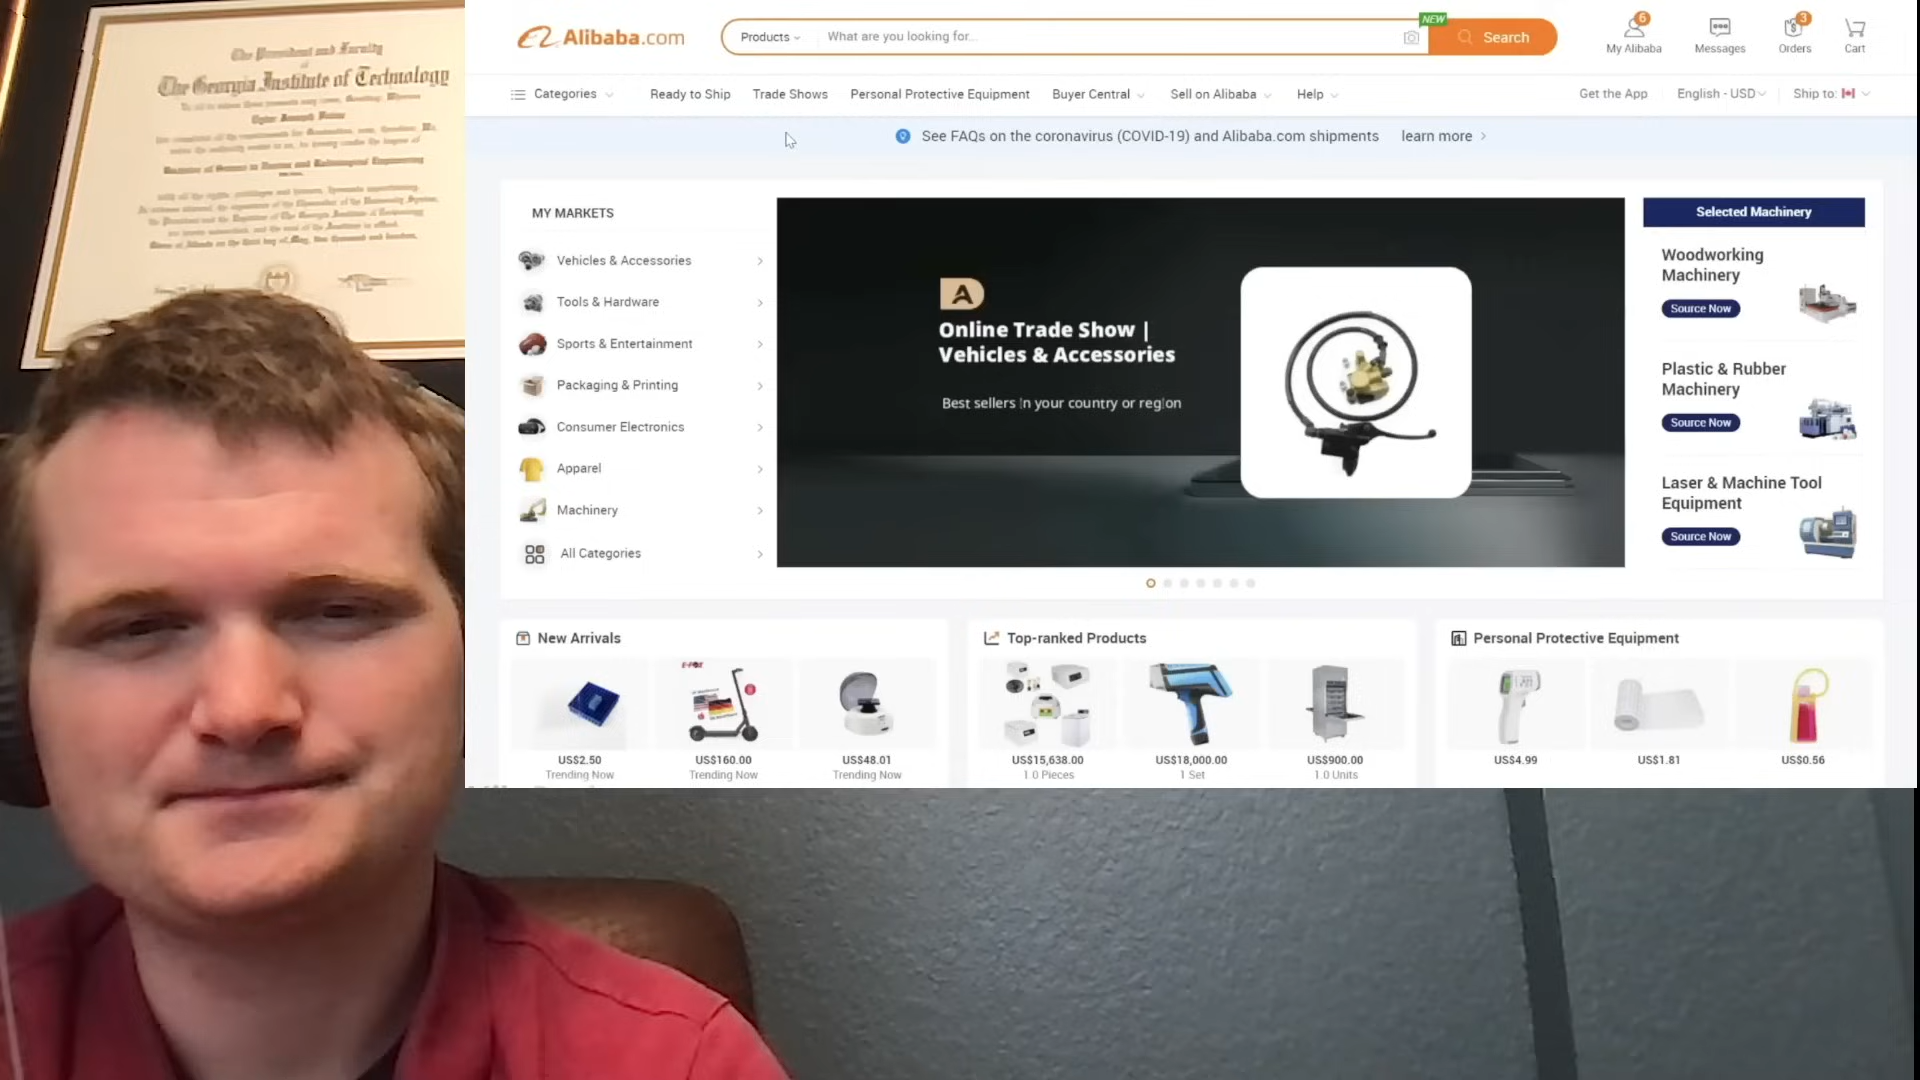 The President and Faculty
of
The Georgia Institute of Technology
Alibaba.com
Products
What are you looking for...
NEW
Search
6
My Alibaba
Messages
3
Orders
Cart
Categories
Ready to Ship
Trade Shows
Personal Protective Equipment
Buyer Central
Sell on Alibaba
Help
Get the App
English - USD
Ship to:
See FAQs on the coronavirus (COVID-19) and Alibaba.com shipments
learn more
MY MARKETS
Vehicles & Accessories
Tools & Hardware
Sports & Entertainment
Packaging & Printing
Consumer Electronics
Apparel
Machinery
All Categories
A
Online Trade Show |
Vehicles & Accessories
Best sellers in your country or region
Selected Machinery
Woodworking
Machinery
Source Now
Plastic & Rubber
Machinery
Source Now
Laser & Machine Tool
Equipment
Source Now
New Arrivals
US$2.50
Trending Now
US$160.00
Trending Now
US$48.01
Trending Now
Top-ranked Products
US$15,638.00
1.0 Pieces
US$18,000.00
1 Set
US$900.00
1.0 Units
Personal Protective Equipment
US$4.99
US$1.81
US$0.56